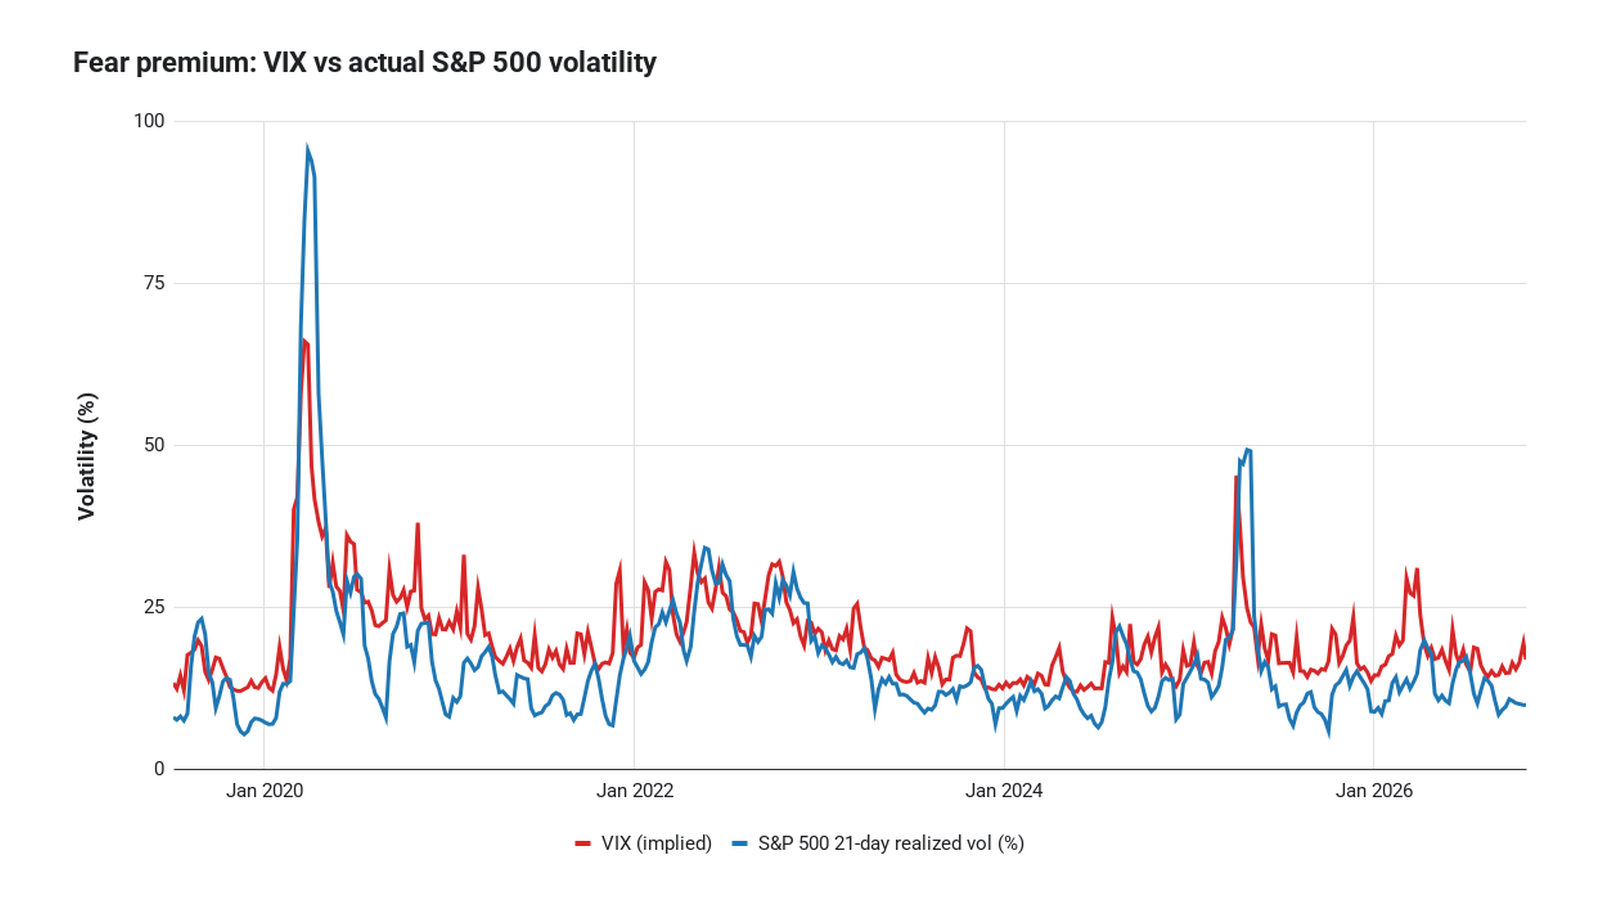 Fear premium: VIX vs actual S&P 500 volatility
Volatility (%)
100
75
50
25
0
Jan 2020
Jan 2022
Jan 2024
Jan 2026
VIX (implied)
S&P 500 21-day realized vol (%)